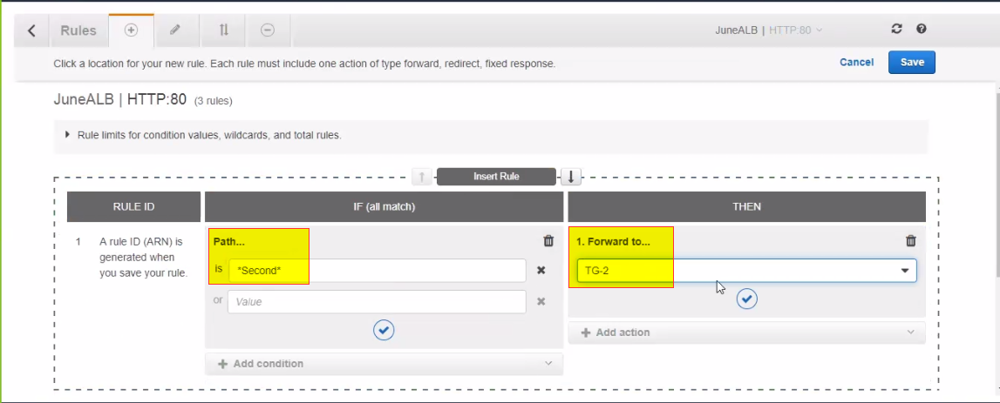 Rules
JuneALB | HTTP:80
Click a location for your new rule. Each rule must include one action of type forward, redirect, fixed response.
Cancel
Save
JuneALB | HTTP:80 (3 rules)
Rule limits for condition values, wildcards, and total rules.
Insert Rule
RULE ID
IF (all match)
THEN
1
A rule ID (ARN) is
generated when
you save your rule.
Path...
is *Second*
or Value
Add condition
1. Forward to...
TG-2
Add action